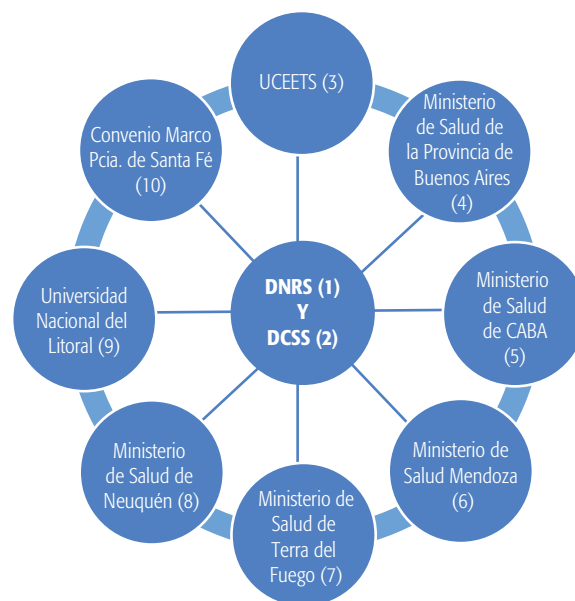 UCEETS (3)
Ministerio
de Salud de
la Provincia de
Buenos Aires
(4)
Ministerio
de Salud
de CABA
(5)
Ministerio de
Salud Mendoza
(6)
Ministerio de
Salud de
Terra del
Fuego (7)
Ministerio
de Salud de
Neuquén (8)
Universidad
Nacional del
Litoral (9)
Convenio Marco
Pcia. de Santa Fé
(10)
DNRS (1)
Y
DCSS (2)